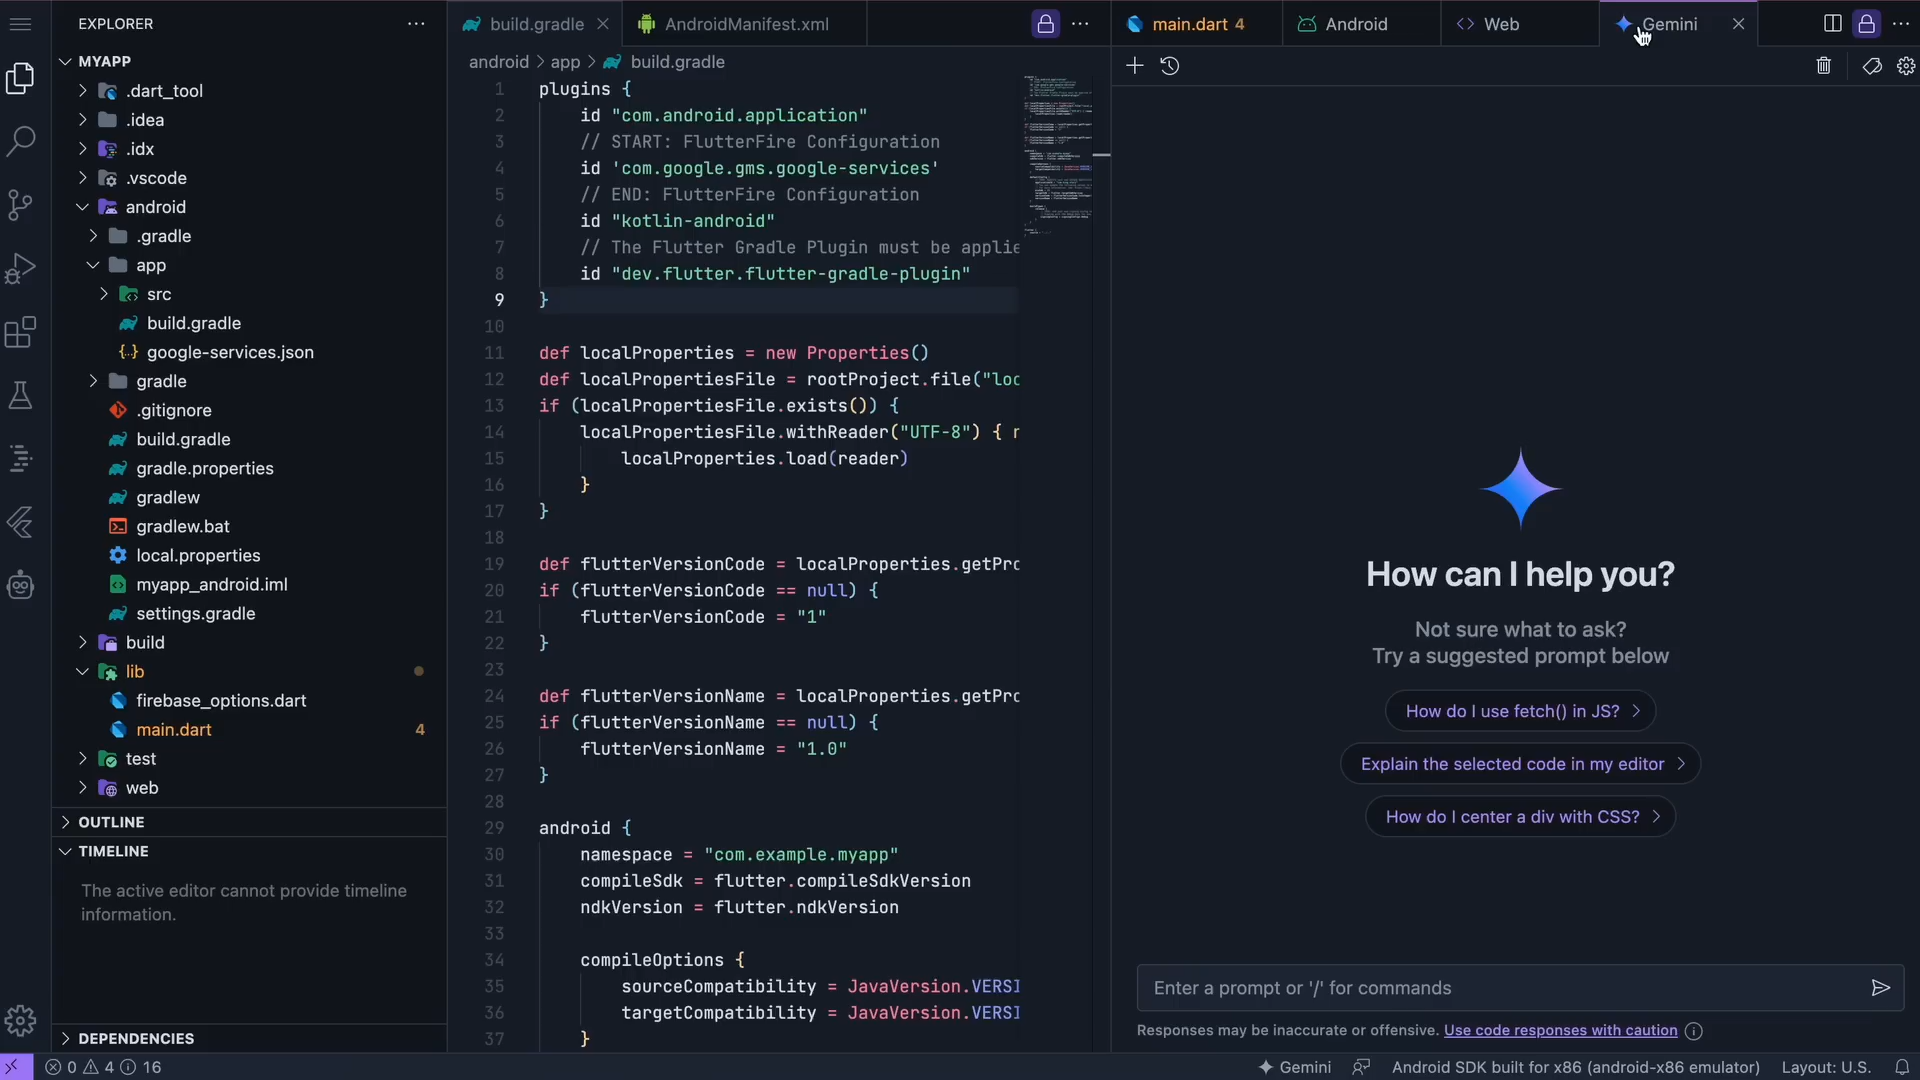 EXPLORER
MYAPP
.dart_tool
.idea
.idx
.vscode
android
.gradle
app
src
build.gradle
google-services.json
gradle
.gitignore
build.gradle
gradle.properties
gradlew
gradlew.bat
local.properties
myapp_android.iml
settings.gradle
build
lib
firebase_options.dart
main.dart 4
test
web
OUTLINE
TIMELINE
The active editor cannot provide timeline
information.
DEPENDENCIES
build.gradle
AndroidManifest.xml
android > app > build.gradle
1 plugins {
2 id "com.android.application"
3 // START: FlutterFire Configuration
4 id 'com.google.gms.google-services'
5 // END: FlutterFire Configuration
6 id "kotlin-android"
7 // The Flutter Gradle Plugin must be applie
8 id "dev.flutter.flutter-gradle-plugin"
9 }
10
11 def localProperties = new Properties()
12 def localPropertiesFile = rootProject.file("loc
13 if (localPropertiesFile.exists()) {
14 localPropertiesFile.withReader("UTF-8") { r
15 localProperties.load(reader)
16 }
17 }
18
19 def flutterVersionCode = localProperties.getPro
20 if (flutterVersionCode == null) {
21 flutterVersionCode = "1"
22 }
23
24 def flutterVersionName = localProperties.getPro
25 if (flutterVersionName == null) {
26 flutterVersionName = "1.0"
27 }
28
29 android {
30 namespace = "com.example.myapp"
31 compileSdk = flutter.compileSdkVersion
32 ndkVersion = flutter.ndkVersion
33
34 compileOptions {
35 sourceCompatibility = JavaVersion.VERSI
36 targetCompatibility = JavaVersion.VERSI
37 }
main.dart 4
Android
Web
Gemini
How can I help you?
Not sure what to ask?
Try a suggested prompt below
How do I use fetch() in JS? >
Explain the selected code in my editor >
How do I center a div with CSS? >
Enter a prompt or '/' for commands
Responses may be inaccurate or offensive. Use code responses with caution
0 4 16
Gemini
Android SDK built for x86 (android-x86 emulator)
Layout: U.S.